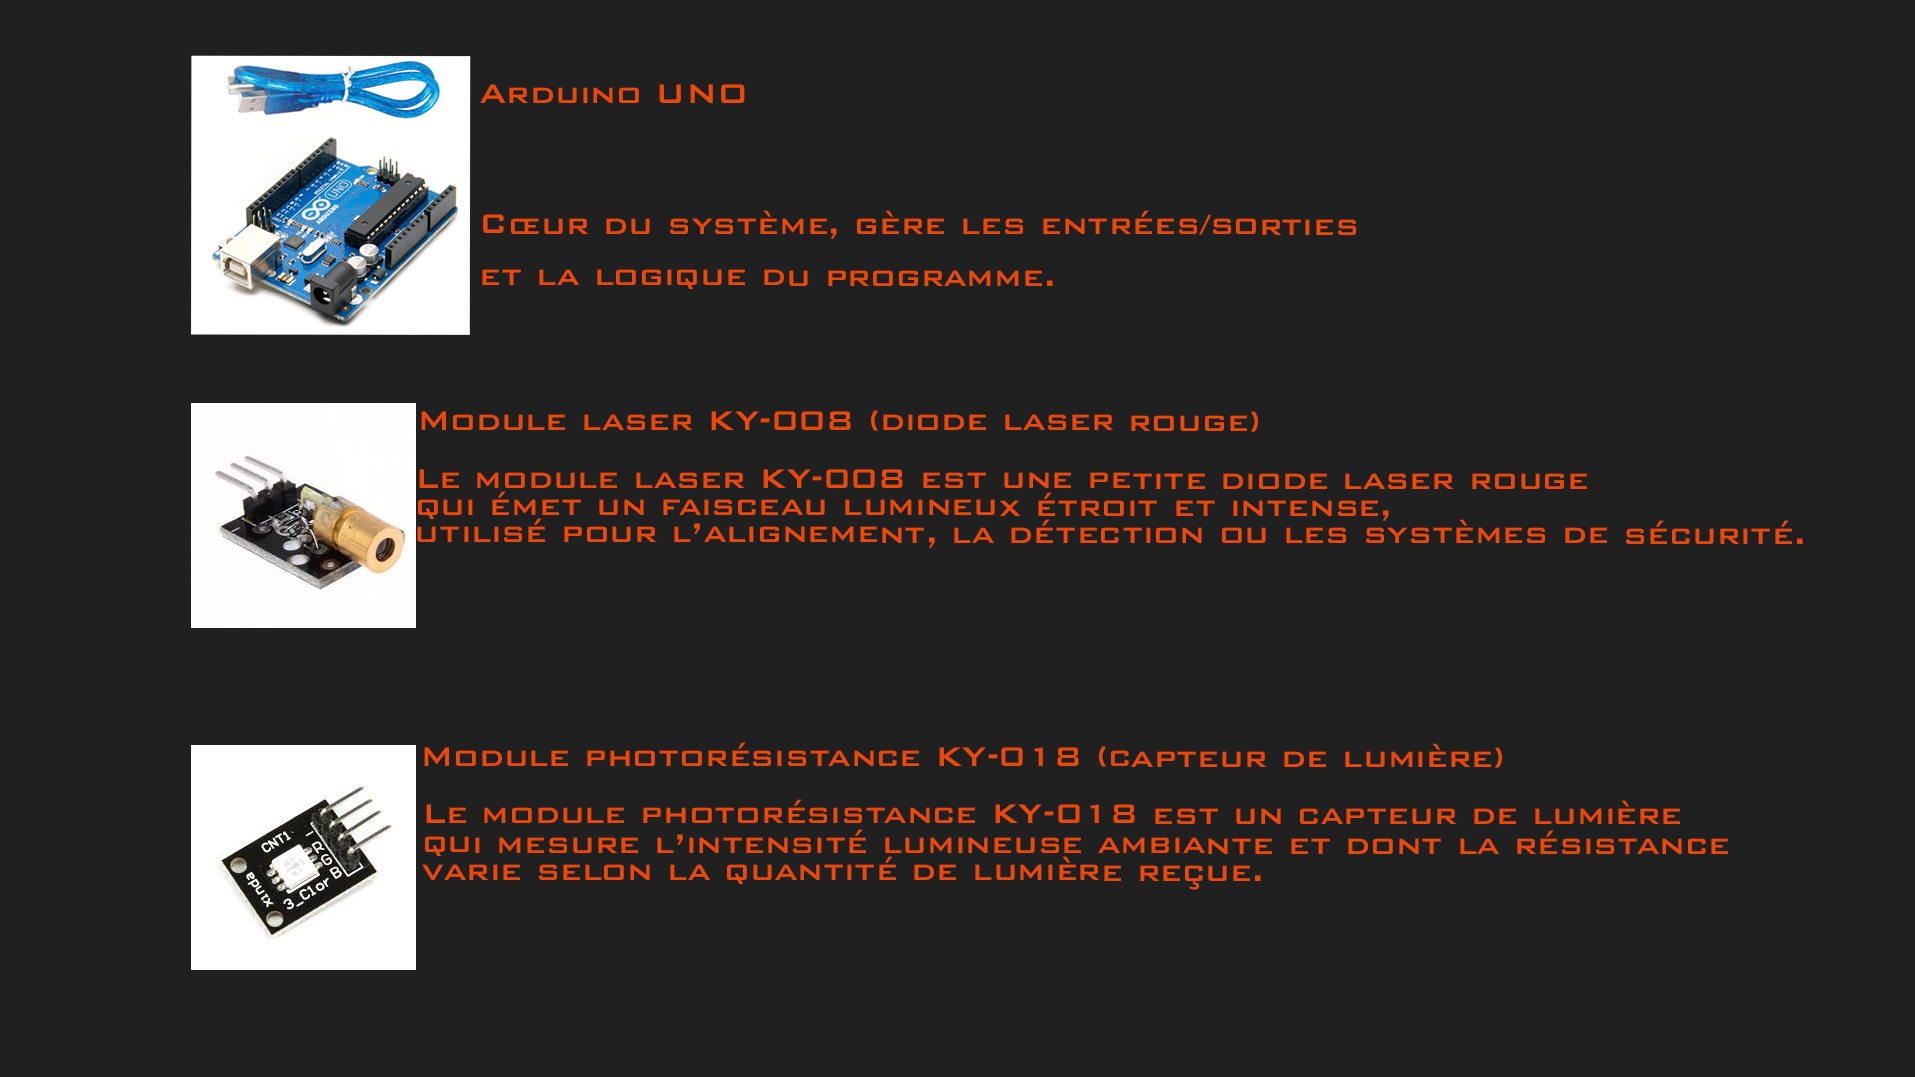 Arduino UNO
Cœur du système, gère les entrées/sorties
et la logique du programme.
ARDUINO
UNO
Module laser KY-008 (diode laser rouge)
Le module laser KY-008 est une petite diode laser rouge
qui émet un faisceau lumineux étroit et intense,
utilisé pour l’alignement, la détection ou les systèmes de sécurité.
Module photorésistance KY-018 (capteur de lumière)
Le module photorésistance KY-018 est un capteur de lumière
qui mesure l’intensité lumineuse ambiante et dont la résistance
varie selon la quantité de lumière reçue.
CNT1
-
R
G
B
3_Clor
xinda